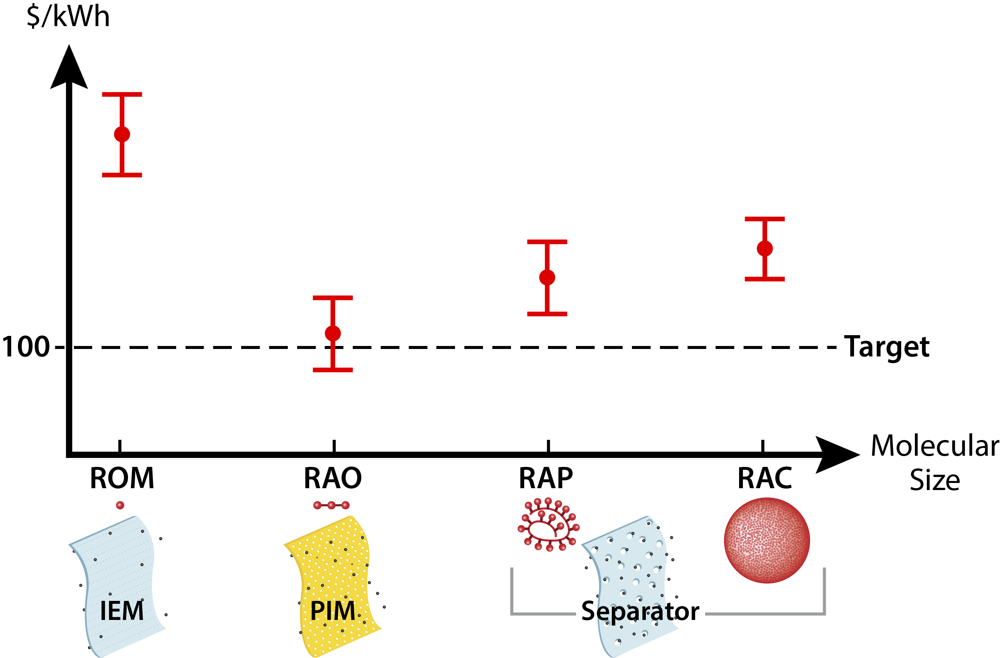 $/kWh
100
Target
Molecular
Size
ROM
RAO
RAP
RAC
IEM
PIM
Separator